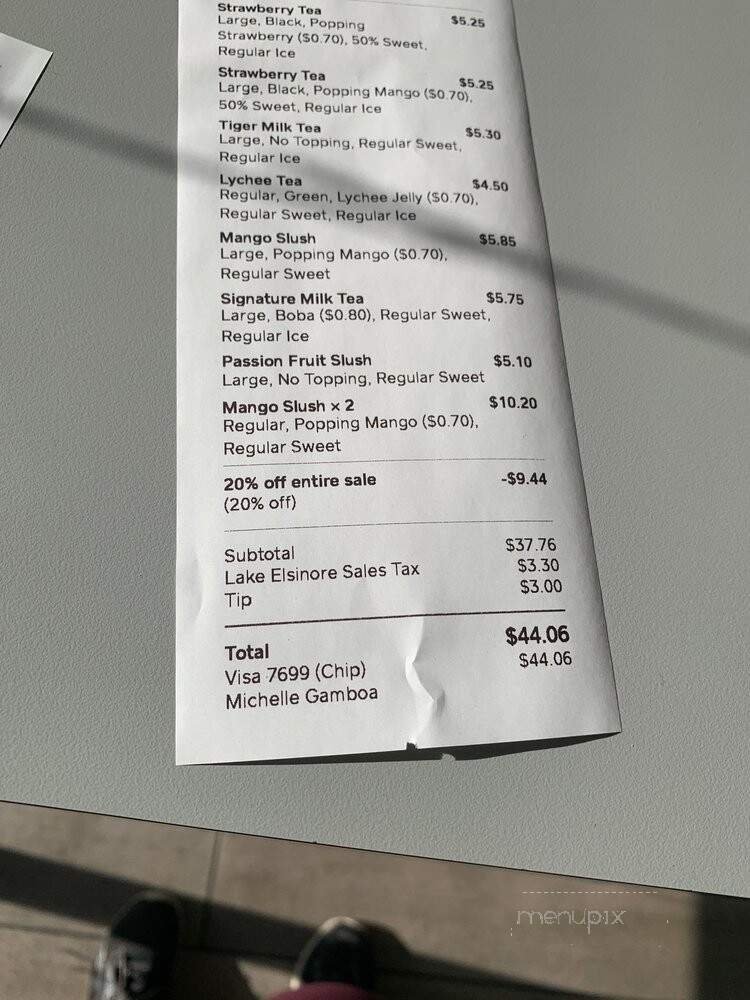 Strawberry Tea $5.25
Large, Black, Popping
Strawberry ($0.70), 50% Sweet,
Regular Ice
Strawberry Tea $5.25
Large, Black, Popping Mango ($0.70),
50% Sweet, Regular Ice
Tiger Milk Tea $5.30
Large, No Topping, Regular Sweet,
Regular Ice
Lychee Tea $4.50
Regular, Green, Lychee Jelly ($0.70),
Regular Sweet, Regular Ice
Mango Slush $5.85
Large, Popping Mango ($0.70),
Regular Sweet
Signature Milk Tea $5.75
Large, Boba ($0.80), Regular Sweet,
Regular Ice
Passion Fruit Slush $5.10
Large, No Topping, Regular Sweet
Mango Slush × 2 $10.20
Regular, Popping Mango ($0.70),
Regular Sweet
20% off entire sale -$9.44
(20% off)
Subtotal $37.76
Lake Elsinore Sales Tax $3.30
Tip $3.00
Total $44.06
Visa 7699 (Chip) $44.06
Michelle Gamboa
menupix